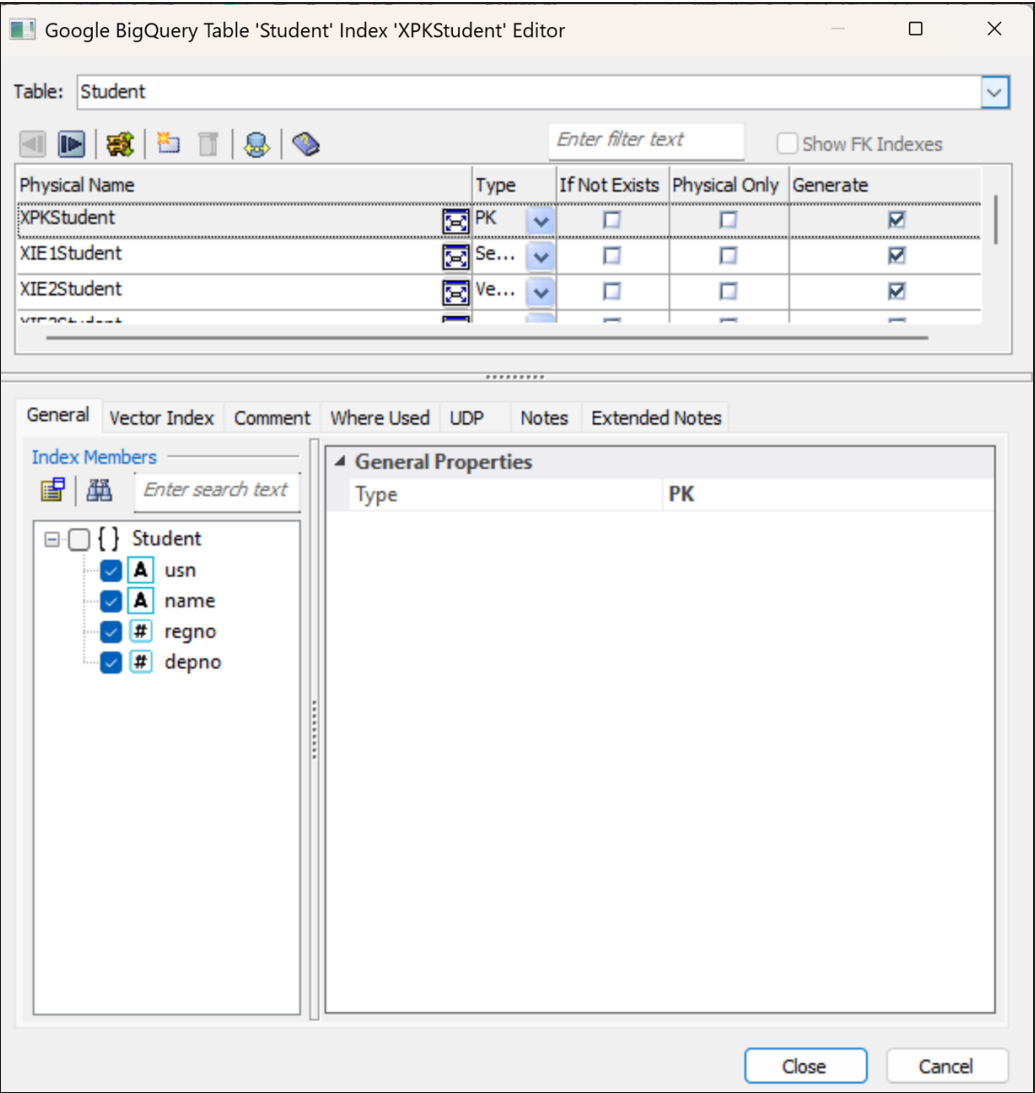 Google BigQuery Table 'Student' Index 'XPKStudent' Editor
Table: Student
Enter filter text Show FK Indexes
Physical Name Type If Not Exists Physical Only Generate
XPKStudent PK
XIE1Student Se...
XIE2Student Ve...
General Vector Index Comment Where Used UDP Notes Extended Notes
Index Members
Enter search text
{ } Student
A usn
A name
# regno
# depno
General Properties
Type PK
Close Cancel